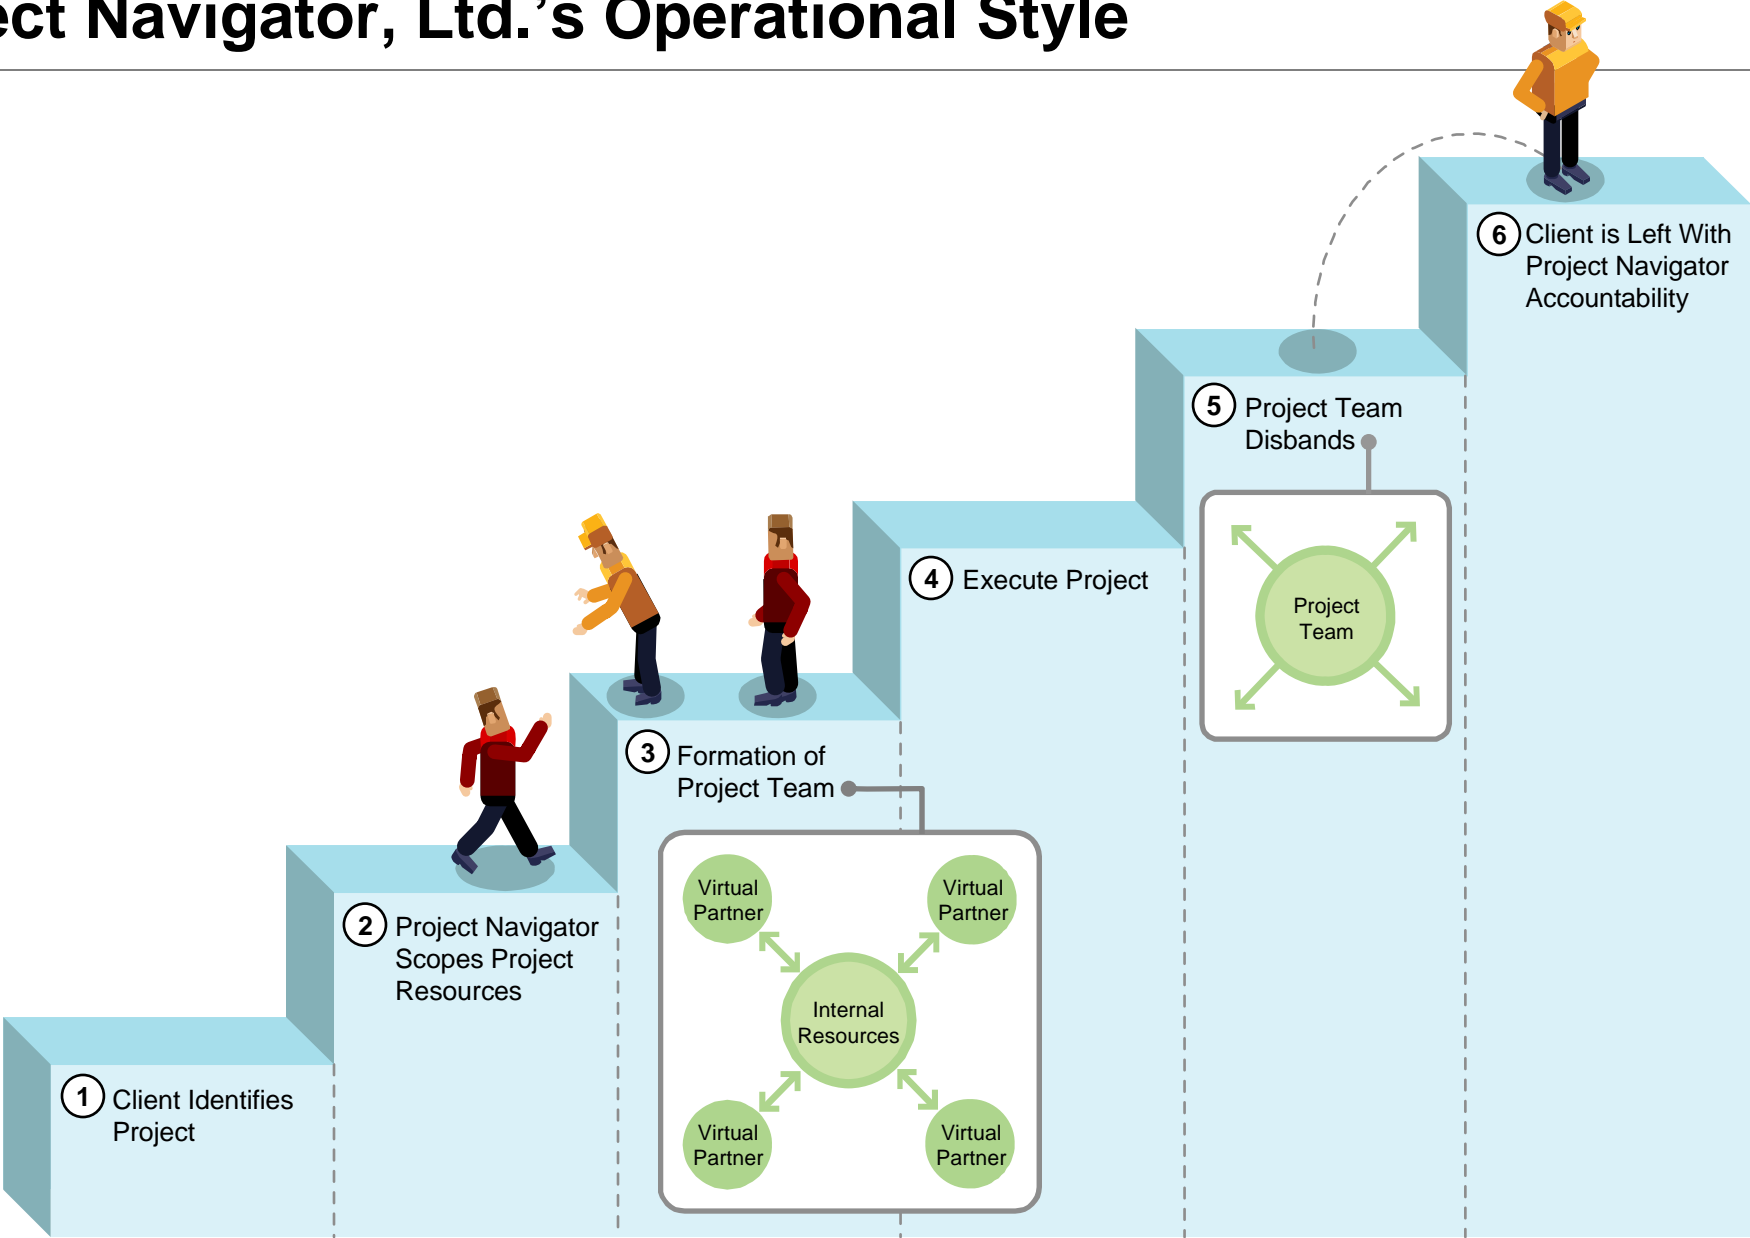 ect Navigator, Ltd.’s Operational Style
6 Client is Left With
Project Navigator
Accountability
5 Project Team
Disbands
Project
Team
4 Execute Project
3 Formation of
Project Team
Virtual
Partner
Virtual
Partner
Internal
Resources
Virtual
Partner
Virtual
Partner
2 Project Navigator
Scopes Project
Resources
1 Client Identifies
Project